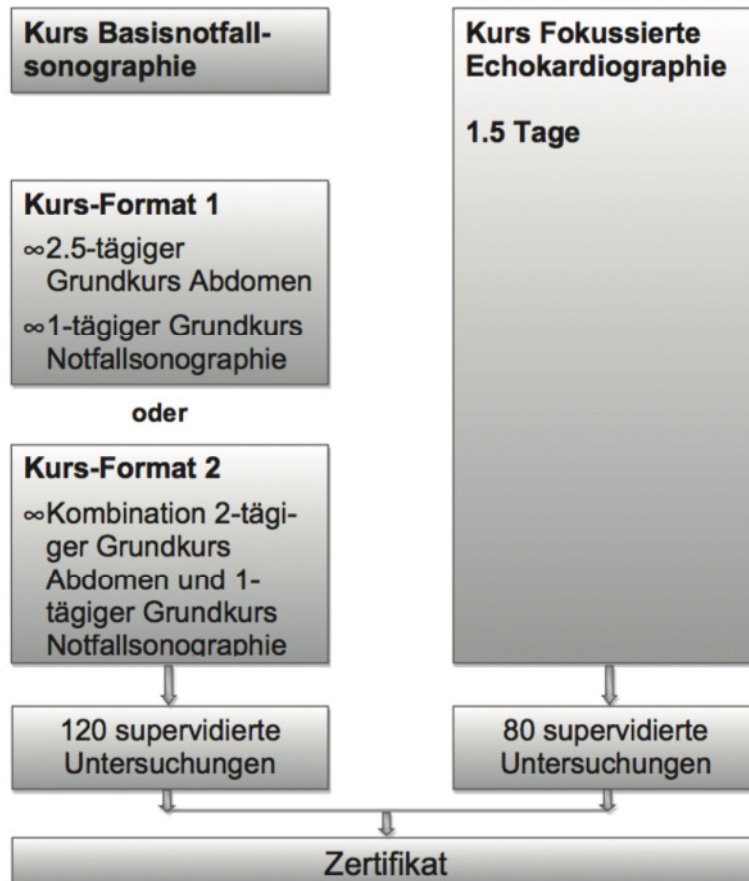 Kurs Basisnotfall-
sonographie
Kurs-Format 1
∞2.5-tägiger
Grundkurs Abdomen
∞1-tägiger Grundkurs
Notfallsonographie
oder
Kurs-Format 2
∞Kombination 2-tägi-
ger Grundkurs
Abdomen und 1-
tägiger Grundkurs
Notfallsonographie
120 supervidierte
Untersuchungen
Kurs Fokussierte
Echokardiographie
1.5 Tage
80 supervidierte
Untersuchungen
Zertifikat